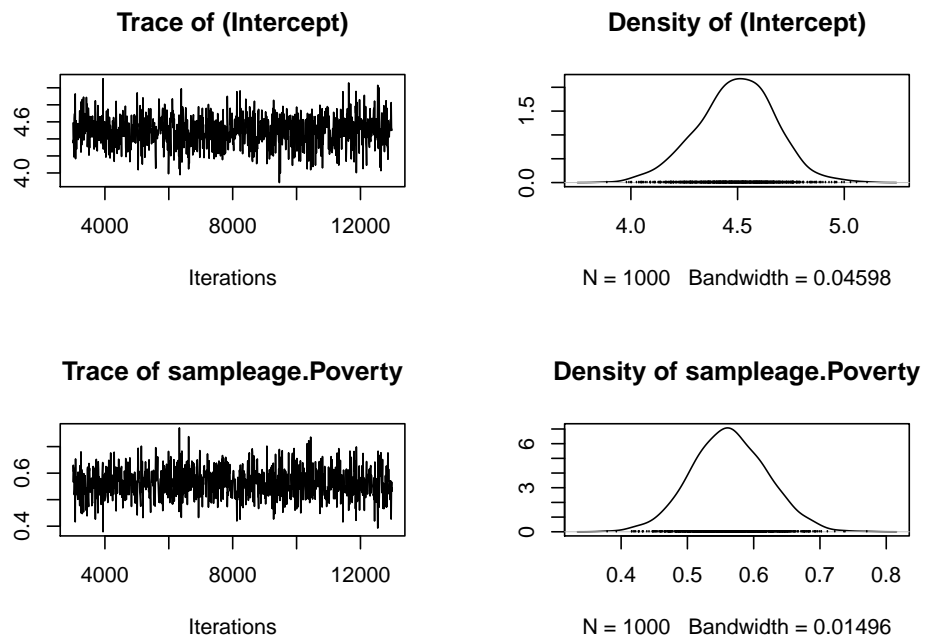 Trace of (Intercept)
4.0 4.6
4000 8000 12000
Iterations
Density of (Intercept)
0.0 1.5
4.0 4.5 5.0
N = 1000 Bandwidth = 0.04598
Trace of sampleage.Poverty
0.4 0.6
4000 8000 12000
Iterations
Density of sampleage.Poverty
0 3 6
0.4 0.5 0.6 0.7 0.8
N = 1000 Bandwidth = 0.01496